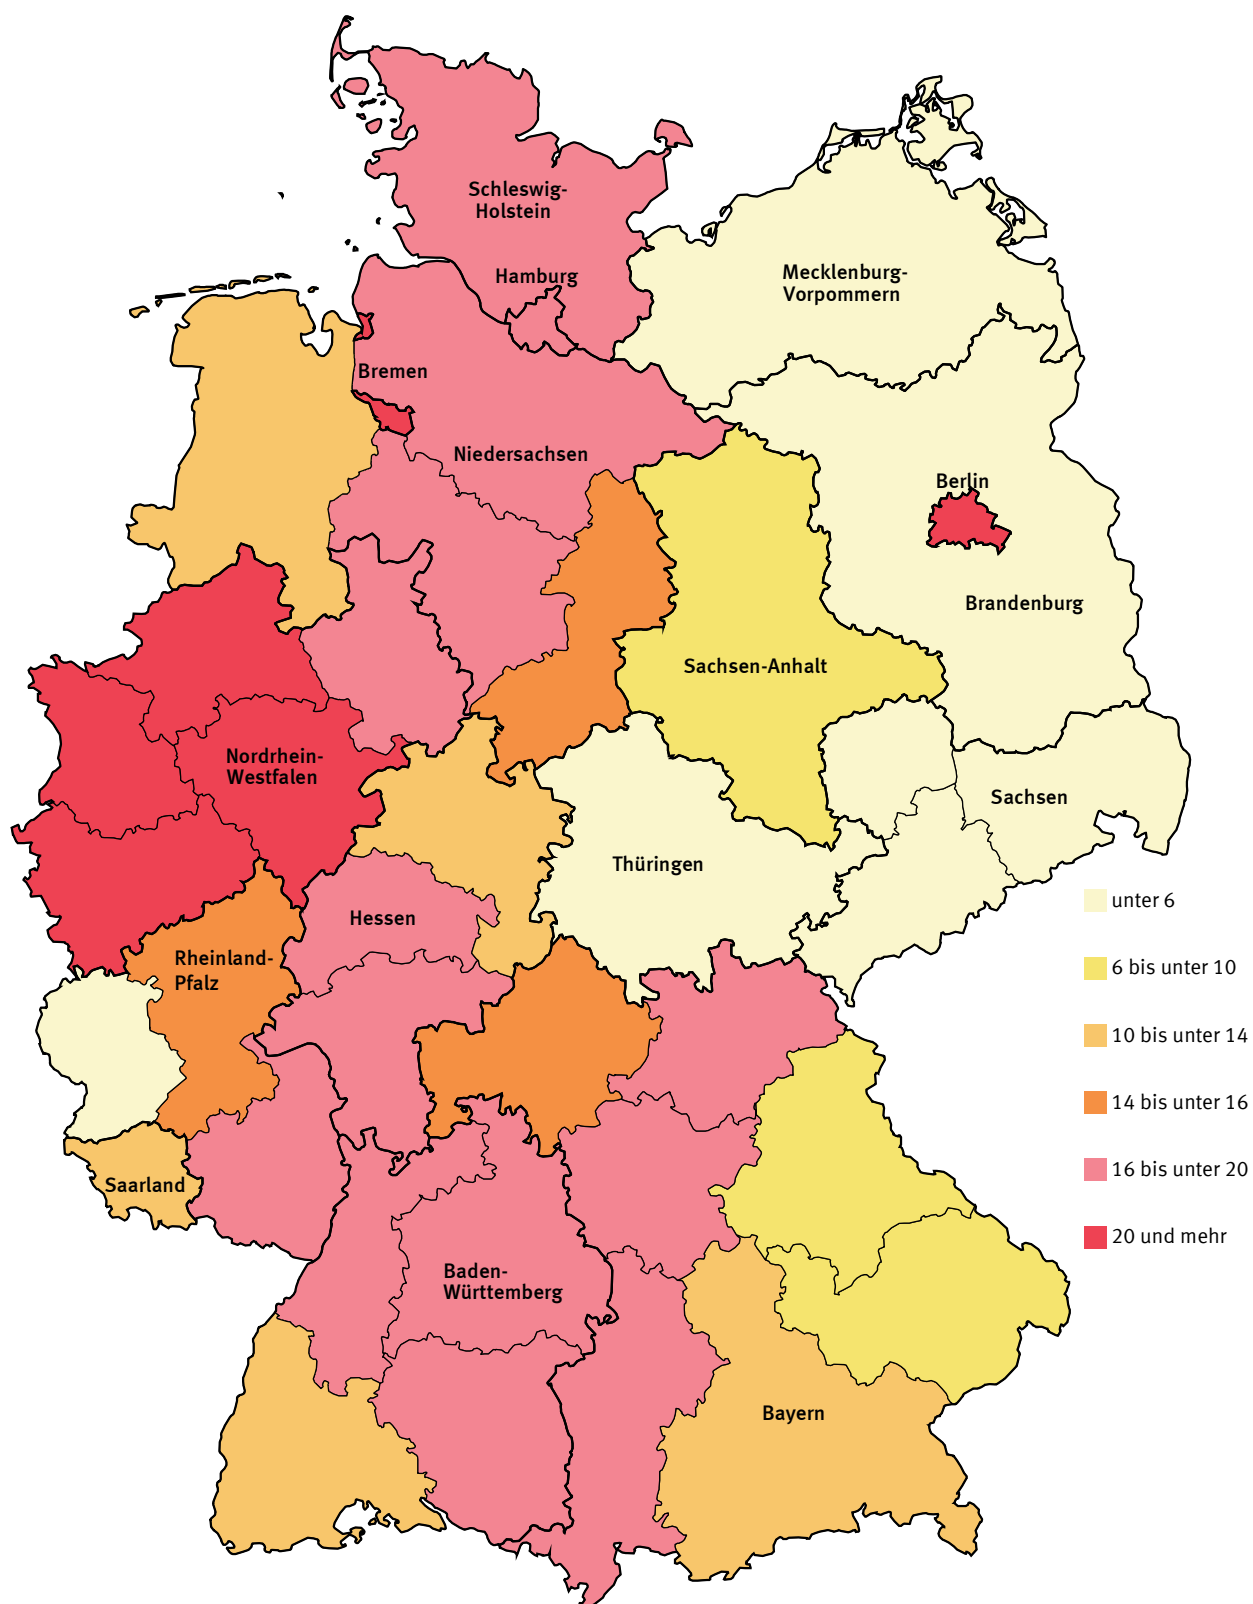 Schleswig-
Holstein
Hamburg
Mecklenburg-
Vorpommern
Bremen
Niedersachsen
Berlin
Brandenburg
Sachsen-Anhalt
Nordrhein-
Westfalen
Sachsen
Thüringen
Hessen
Rheinland-
Pfalz
Saarland
Baden-
Württemberg
Bayern
unter 6
6 bis unter 10
10 bis unter 14
14 bis unter 16
16 bis unter 20
20 und mehr